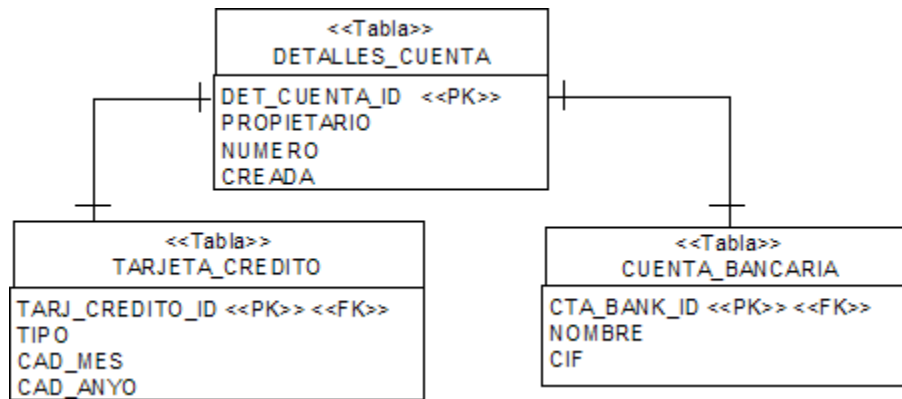 <<Tabla>>
DETALLES_CUENTA
DET_CUENTA_ID <<PK>>
PROPIETARIO
NUMERO
CREADA
<<Tabla>>
TARJETA_CREDITO
TARJ_CREDITO_ID <<PK>> <<FK>>
TIPO
CAD_MES
CAD_ANYO
<<Tabla>>
CUENTA_BANCARIA
CTA_BANK_ID <<PK>> <<FK>>
NOMBRE
CIF